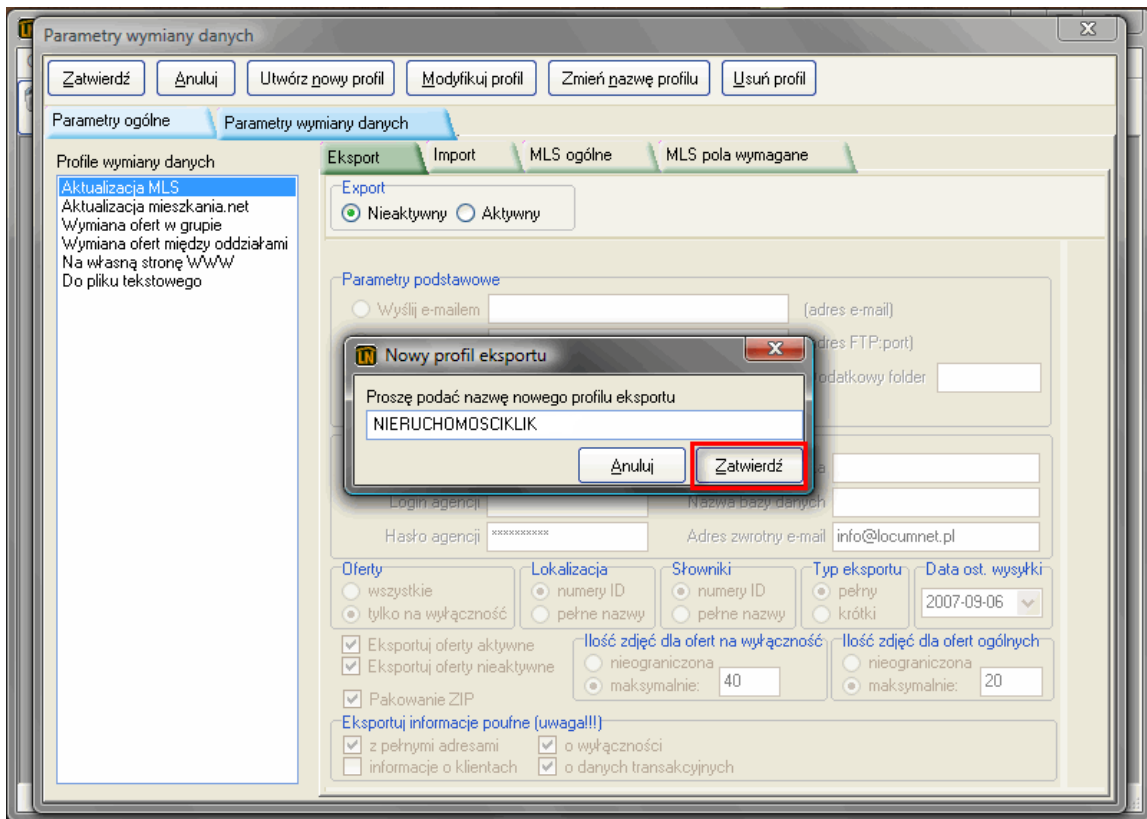 Parametry wymiany danych
Zatwierdź Anuluj Utwórz nowy profil Modyfikuj profil Zmień nazwę profilu Usuń profil
Parametry ogólne Parametry wymiany danych
Profile wymiany danych
Aktualizacja MLS
Aktualizacja mieszkania.net
Wymiana ofert w grupie
Wymiana ofert między oddziałami
Na własną stronę WWW
Do pliku tekstowego
Eksport Import MLS ogólne MLS pola wymagane
Export
Nieaktywny Aktywny
Parametry podstawowe
Wyślij e-mailem (adres e-mail)
adres FTP:port)
odatkowy folder
Nowy profil eksportu
Proszę podać nazwę nowego profilu eksportu
NIERUCHOMOSCIKLIK
Anuluj Zatwierdź
Login agencji Nazwa bazy danych
Hasło agencji ********** Adres zwrotny e-mail info@locumnet.pl
Oferty Lokalizacja Słowniki Typ eksportu Data ost. wysyłki
wszystkie numery ID numery ID pełny 2007-09-06
tylko na wyłączność pełne nazwy pełne nazwy krótki
Eksportuj oferty aktywne Ilość zdjęć dla ofert na wyłączność Ilość zdjęć dla ofert ogólnych
Eksportuj oferty nieaktywne nieograniczona nieograniczona
maksymalnie: 40 maksymalnie: 20
Pakowanie ZIP
Eksportuj informacje poufne (uwaga!!!)
z pełnymi adresami o wyłączności
informacje o klientach o danych transakcyjnych